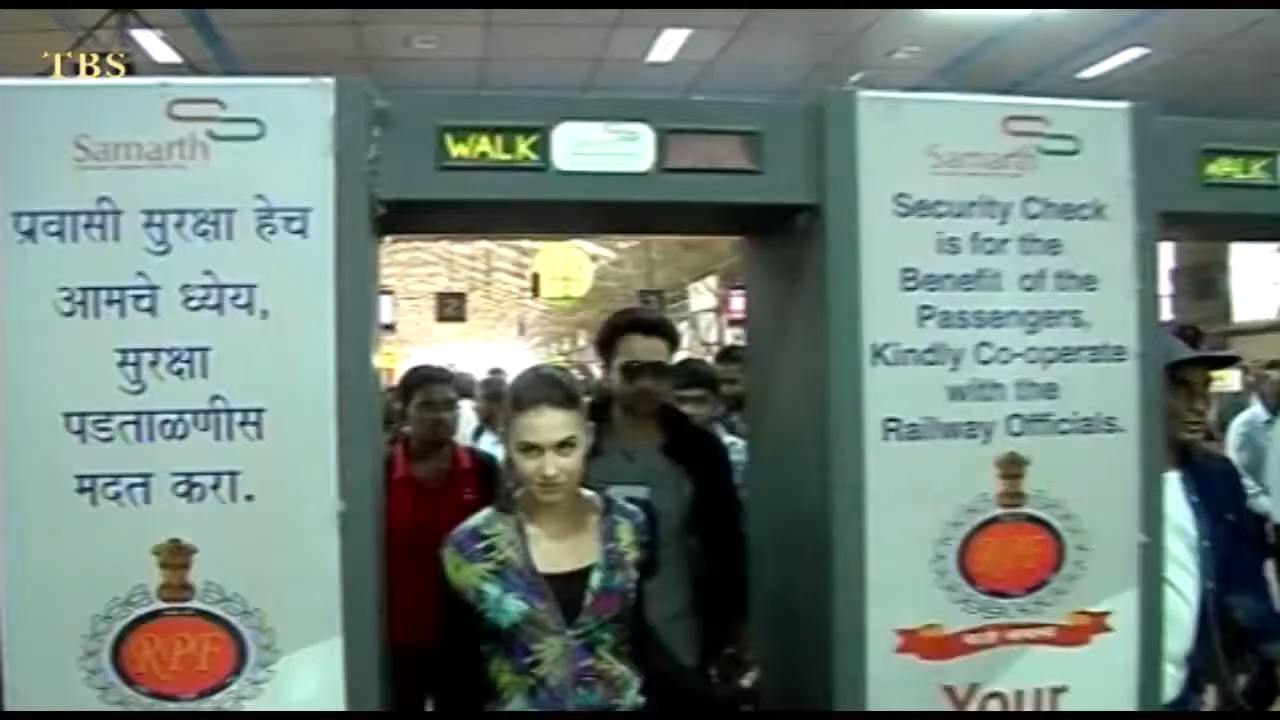 TBS
Samarth
प्रवासी सुरक्षा हेच
आमचे ध्येय,
सुरक्षा
पडताळणीस
मदत करा.
RPF
WALK
Samarth
Security Check
is for the
Benefit of the
Passengers,
Kindly Co-operate
with the
Railway Officials.
RPF
Your
WALK